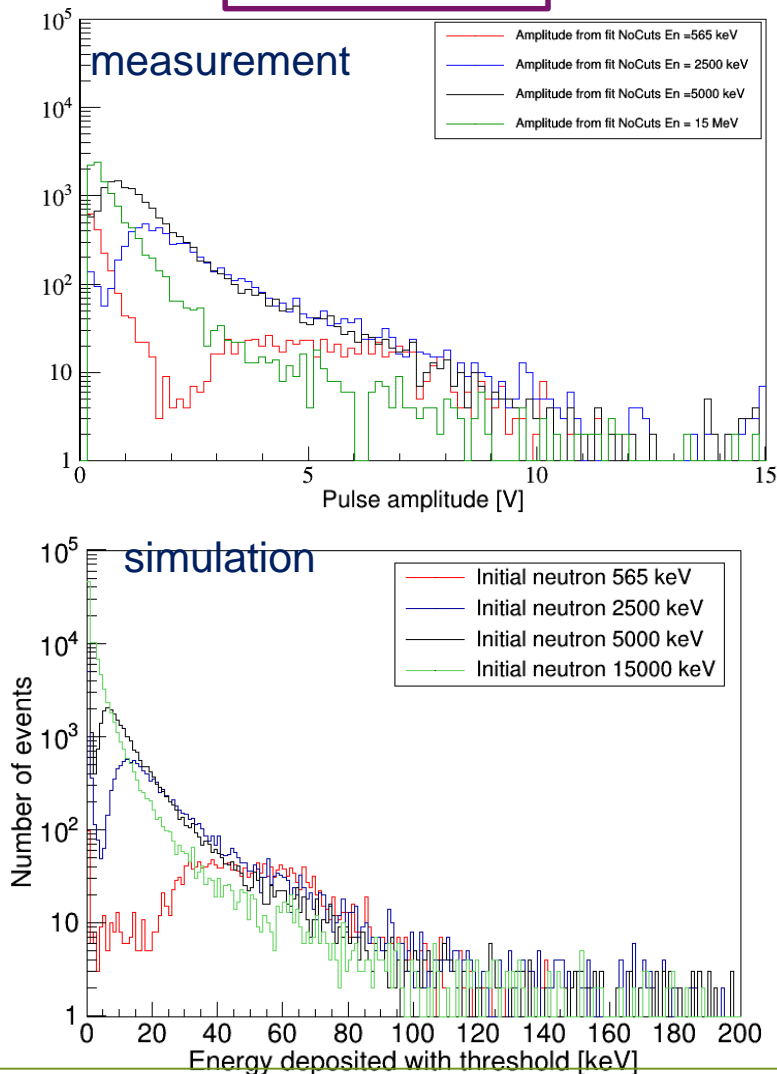 measurement
Amplitude from fit NoCuts En =565 keV
Amplitude from fit NoCuts En = 2500 keV
Amplitude from fit NoCuts En =5000 keV
Amplitude from fit NoCuts En = 15 MeV
10^5
10^4
10^3
10^2
10
1
0 5 10 15
Pulse amplitude [V]
simulation
Initial neutron 565 keV
Initial neutron 2500 keV
Initial neutron 5000 keV
Initial neutron 15000 keV
Number of events
10^5
10^4
10^3
10^2
10
1
0 20 40 60 80 100 120 140 160 180 200
Energy deposited with threshold [keV]